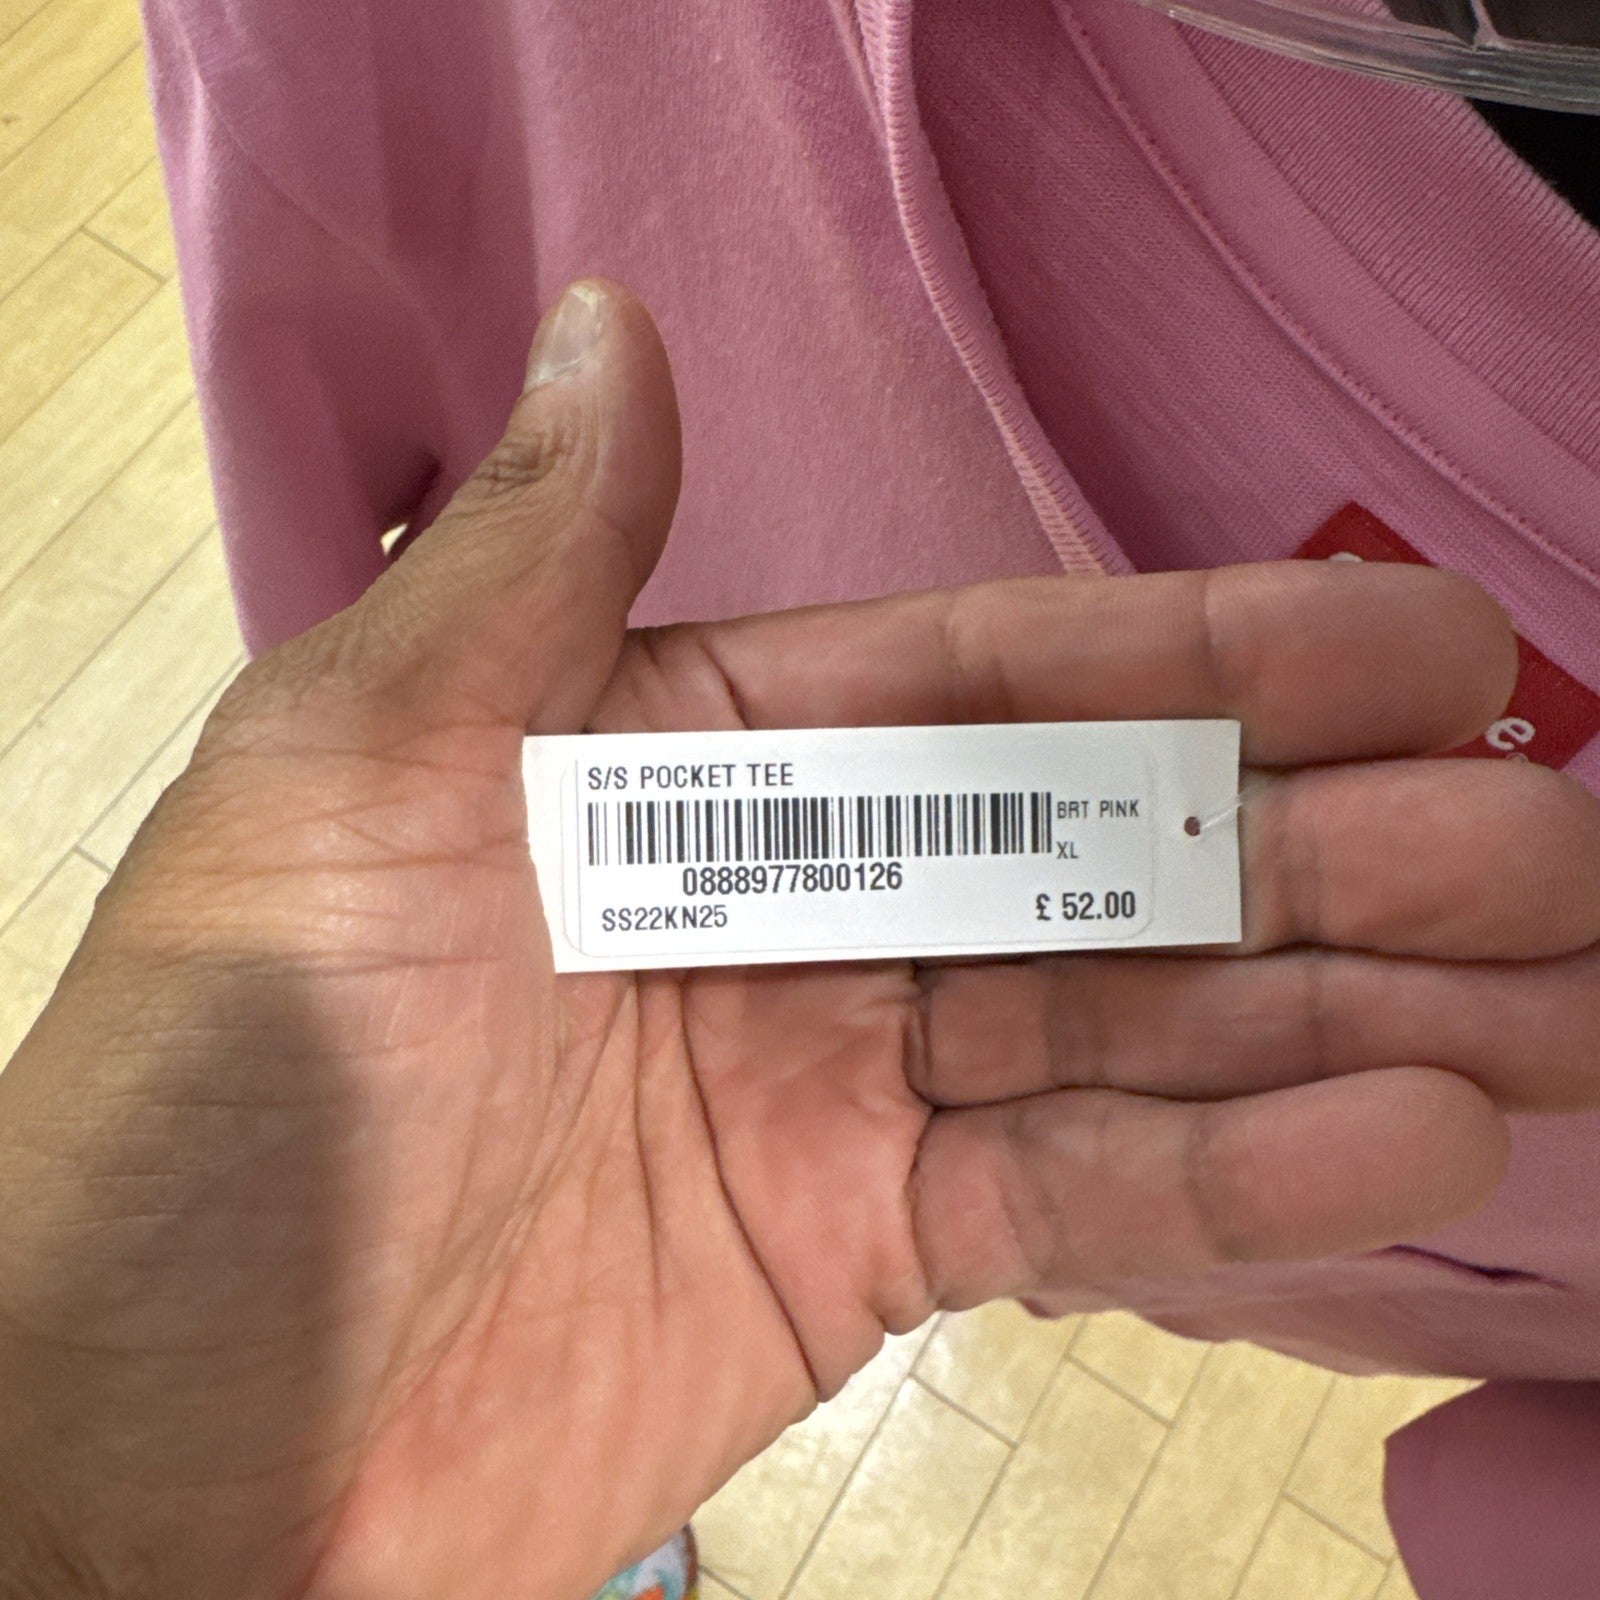 S/S POCKET TEE
BRT PINK
XL
0888977800126
SS22KN25
£ 52.00
e